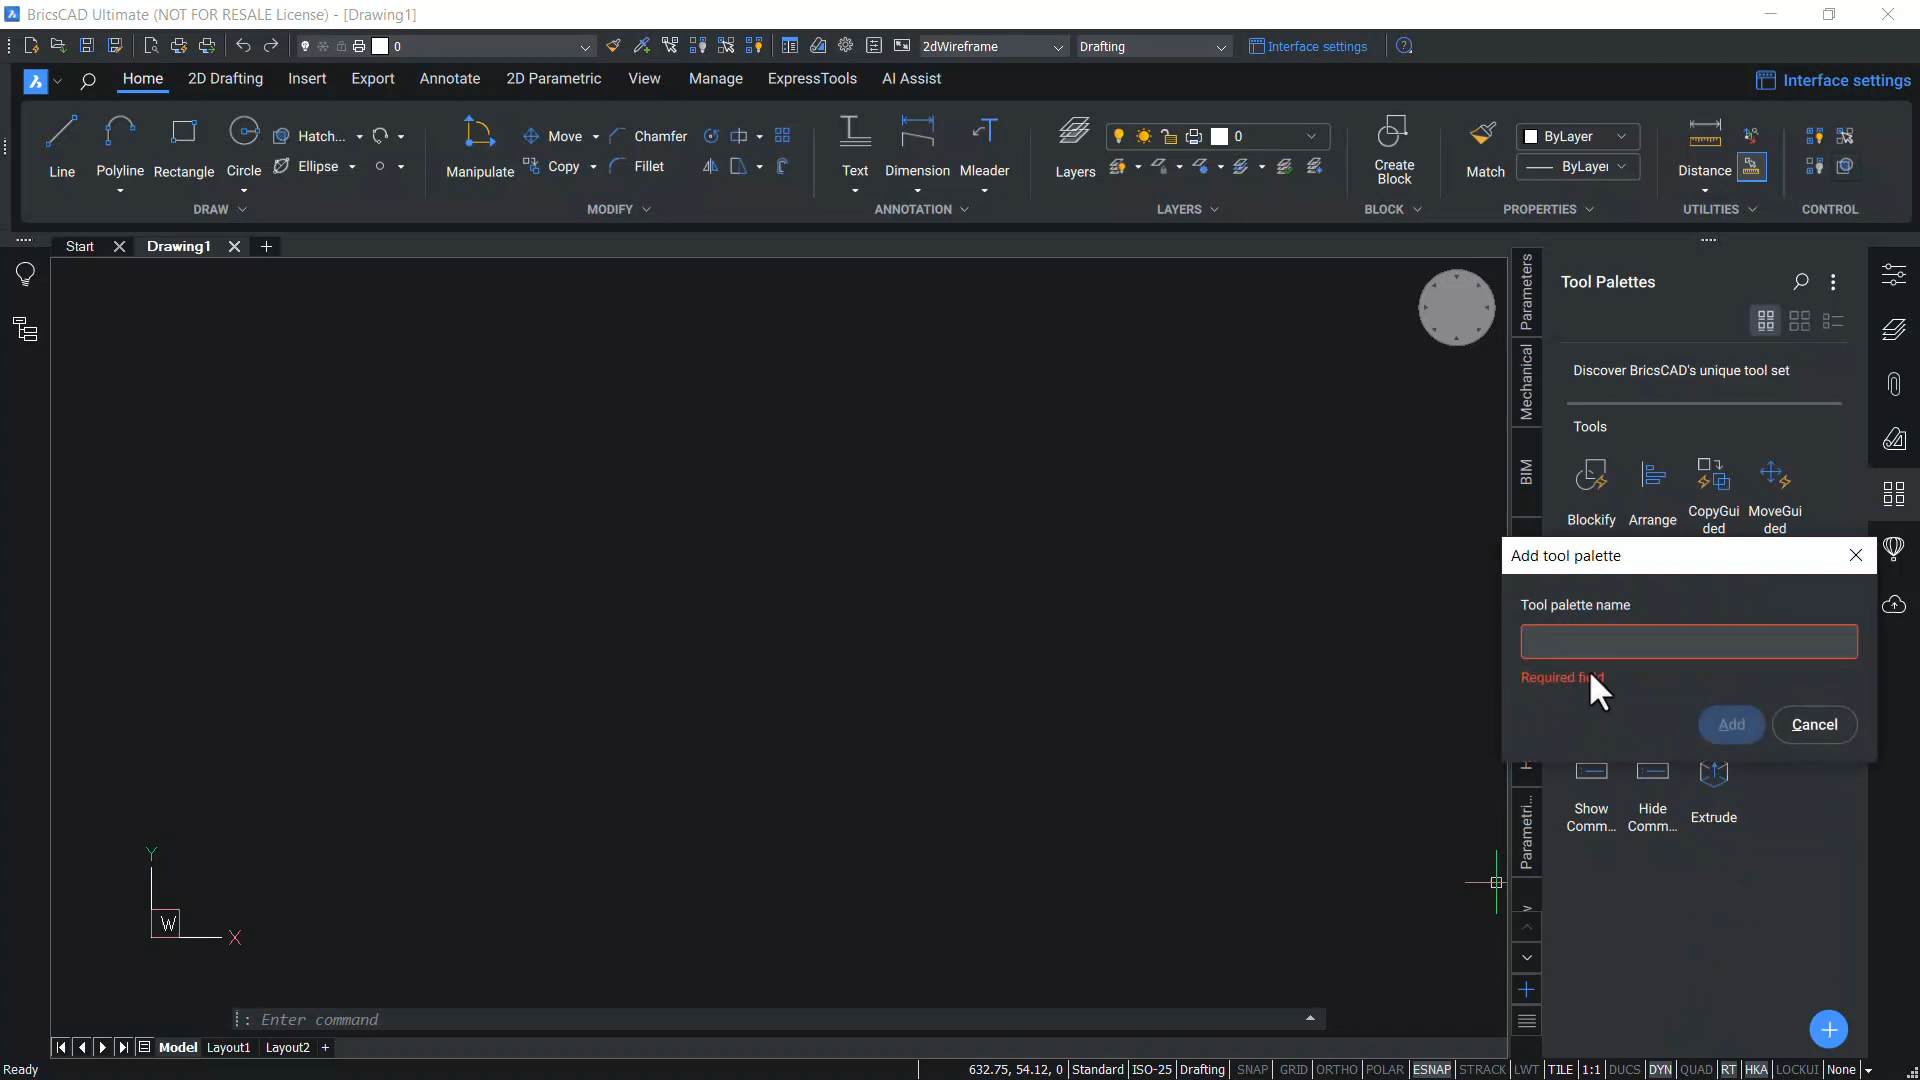 BricsCAD Ultimate (NOT FOR RESALE License) - [Drawing1]
0
2dWireframe
Drafting
Interface settings
Home
2D Drafting
Insert
Export
Annotate
2D Parametric
View
Manage
ExpressTools
AI Assist
Interface settings
Line
Polyline
Rectangle
Circle
Hatch...
Ellipse
DRAW
Manipulate
Move
Copy
Chamfer
Fillet
MODIFY
Text
Dimension
Mleader
ANNOTATION
Layers
0
LAYERS
Create
Block
BLOCK
Match
ByLayer
ByLayer
PROPERTIES
Distance
UTILITIES
CONTROL
Start
Drawing1
Parameters
Mechanical
BIM
Parametri...
Tool Palettes
Discover BricsCAD's unique tool set
Tools
Blockify
Arrange
CopyGui
ded
MoveGui
ded
Add tool palette
Tool palette name
Required field
Add
Cancel
Show
Comm...
Hide
Comm...
Extrude
Y
W
X
: Enter command
Model
Layout1
Layout2
Ready
632.75, 54.12, 0
Standard
ISO-25
Drafting
SNAP
GRID
ORTHO
POLAR
ESNAP
STRACK
LWT
TILE
1:1
DUCS
DYN
QUAD
RT
HKA
LOCKUI
None